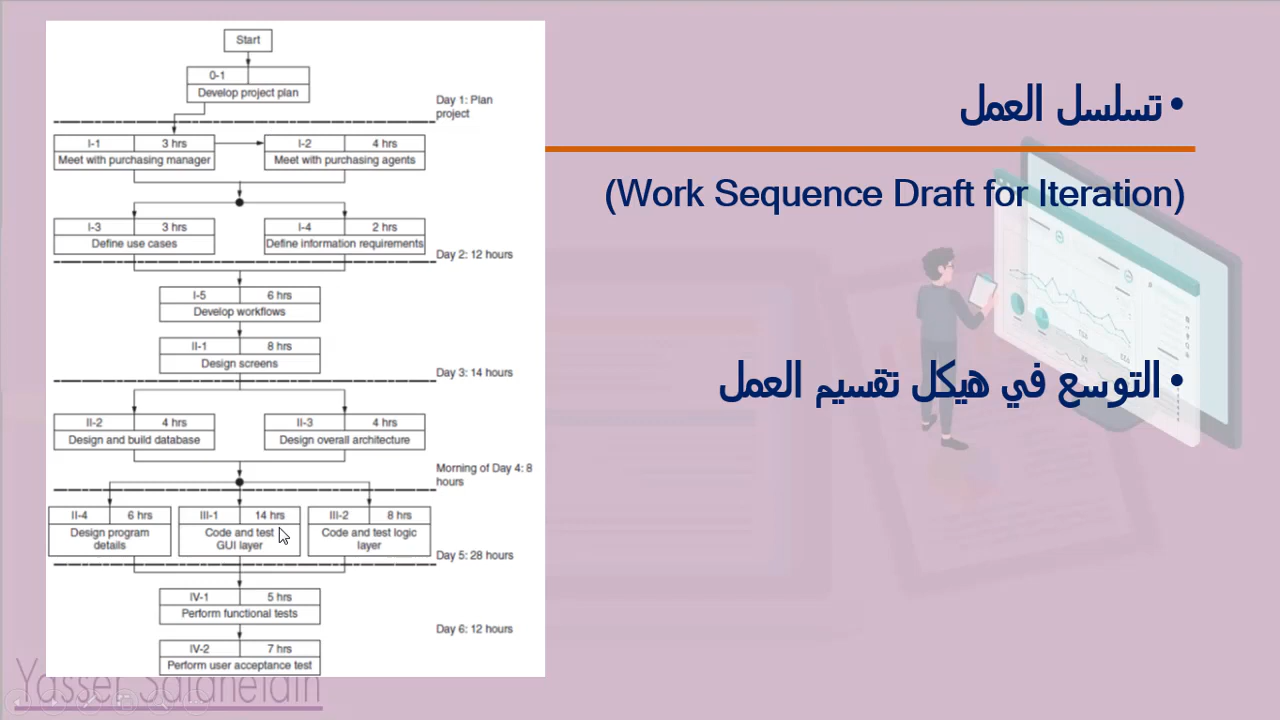 Start
0-1
Develop project plan
Day 1: Plan
project
I-1 3 hrs
Meet with purchasing manager
I-2 4 hrs
Meet with purchasing agents
I-3 3 hrs
Define use cases
I-4 2 hrs
Define information requirements
Day 2: 12 hours
I-5 6 hrs
Develop workflows
II-1 8 hrs
Design screens
Day 3: 14 hours
II-2 4 hrs
Design and build database
II-3 4 hrs
Design overall architecture
Morning of Day 4: 8
hours
II-4 6 hrs
Design program
details
III-1 14 hrs
Code and test
GUI layer
III-2 8 hrs
Code and test logic
layer
Day 5: 28 hours
IV-1 5 hrs
Perform functional tests
Day 6: 12 hours
IV-2 7 hrs
Perform user acceptance test
• تسلسل العمل
(Work Sequence Draft for Iteration)
• التوسع في هيكل تقسيم العمل
Yasser Salaheldin